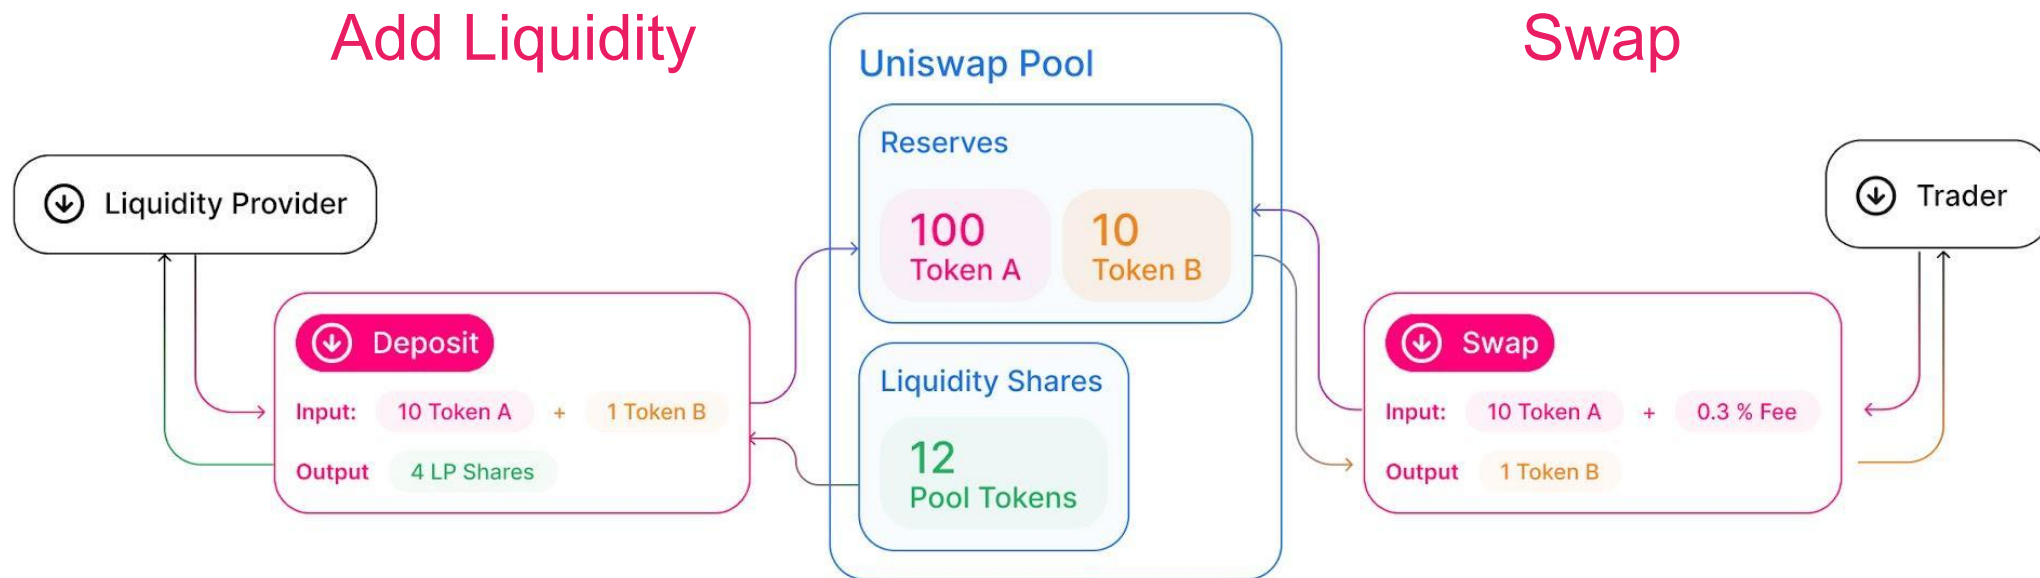 Add Liquidity
Swap
Uniswap Pool
Reserves
100
Token A
10
Token B
Liquidity Shares
12
Pool Tokens
Liquidity Provider
Deposit
Input: 10 Token A + 1 Token B
Output 4 LP Shares
Trader
Swap
Input: 10 Token A + 0.3 % Fee
Output 1 Token B